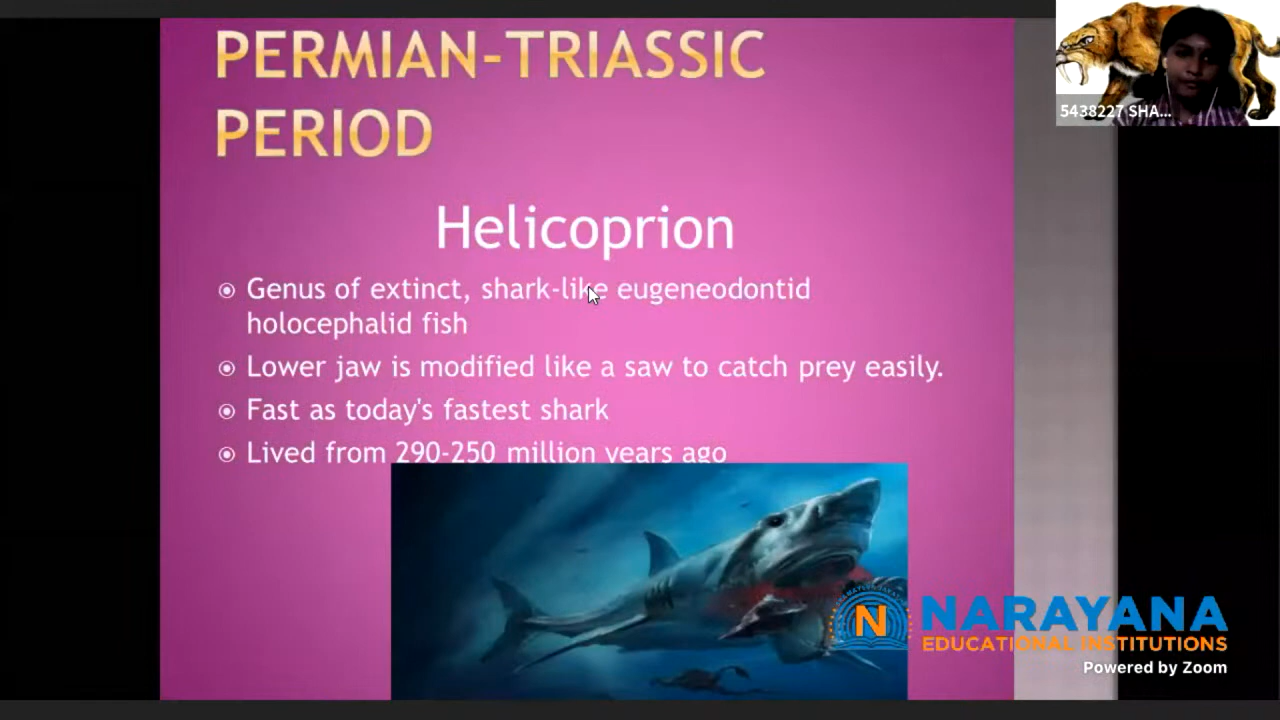 PERMIAN-TRIASSIC
PERIOD
5438227 SHA...
Helicoprion
Genus of extinct, shark-like eugeneodontid
holocephalid fish
Lower jaw is modified like a saw to catch prey easily.
Fast as today's fastest shark
Lived from 290-250 million years ago
N NARAYANA
EDUCATIONAL INSTITUTIONS
Powered by Zoom